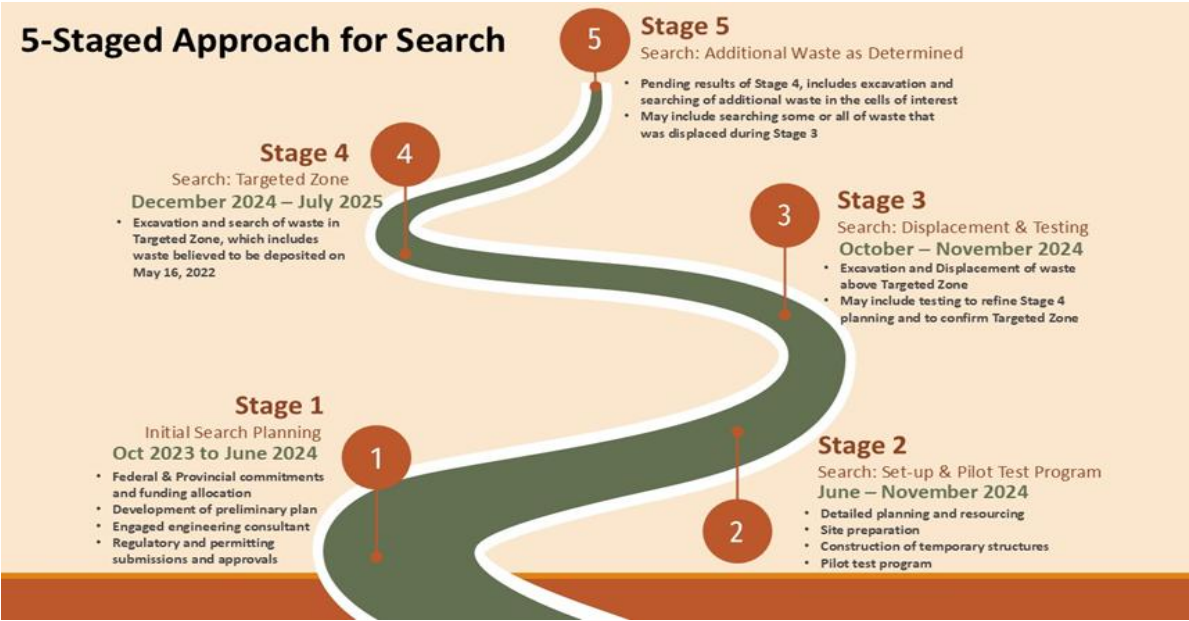 5-Staged Approach for Search
5
Stage 5
Search: Additional Waste as Determined
• Pending results of Stage 4, includes excavation and
searching of additional waste in the cells of interest
• May include searching some or all of waste that
was displaced during Stage 3
Stage 4
4
Search: Targeted Zone
December 2024 – July 2025
• Excavation and search of waste in
Targeted Zone, which includes
waste believed to be deposited on
May 16, 2022
3
Stage 3
Search: Displacement & Testing
October – November 2024
• Excavation and Displacement of waste
above Targeted Zone
• May include testing to refine Stage 4
planning and to confirm Targeted Zone
Stage 1
Initial Search Planning
Oct 2023 to June 2024
1
• Federal & Provincial commitments
and funding allocation
• Development of preliminary plan
• Engaged engineering consultant
• Regulatory and permitting
submissions and approvals
Stage 2
Search: Set-up & Pilot Test Program
June – November 2024
2
• Detailed planning and resourcing
• Site preparation
• Construction of temporary structures
• Pilot test program